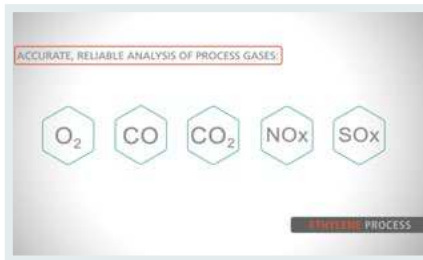 ACCURATE, RELIABLE ANALYSIS OF PROCESS GASES:
O₂ CO CO₂ NOx SOx
ETHYLENE PROCESS